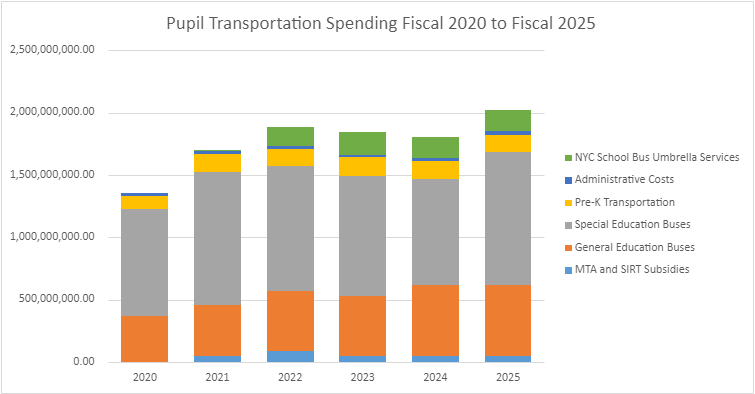 Pupil Transportation Spending Fiscal 2020 to Fiscal 2025
2,500,000,000.00
2,000,000,000.00
1,500,000,000.00
1,000,000,000.00
500,000,000.00
0.00
2020 2021 2022 2023 2024 2025
NYC School Bus Umbrella Services
Administrative Costs
Pre-K Transportation
Special Education Buses
General Education Buses
MTA and SIRT Subsidies